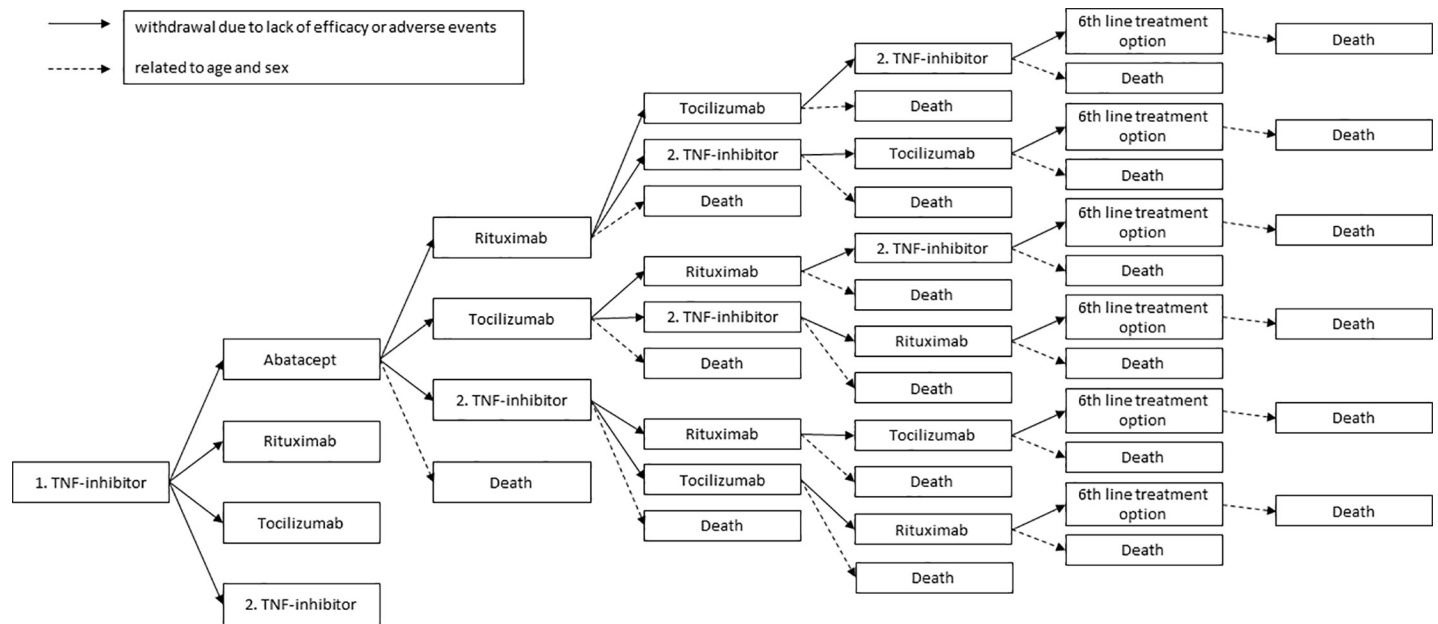 withdrawal due to lack of efficacy or adverse events
related to age and sex
1. TNF-inhibitor
Abatacept
Rituximab
Tocilizumab
2. TNF-inhibitor
Rituximab
Tocilizumab
2. TNF-inhibitor
Death
Tocilizumab
2. TNF-inhibitor
Death
Rituximab
2. TNF-inhibitor
Death
Rituximab
Tocilizumab
Death
2. TNF-inhibitor
Death
Tocilizumab
Death
2. TNF-inhibitor
Death
Rituximab
Death
Tocilizumab
Death
Rituximab
Death
6th line treatment
option
Death
6th line treatment
option
Death
6th line treatment
option
Death
6th line treatment
option
Death
6th line treatment
option
Death
6th line treatment
option
Death
Death
Death
Death
Death
Death
Death